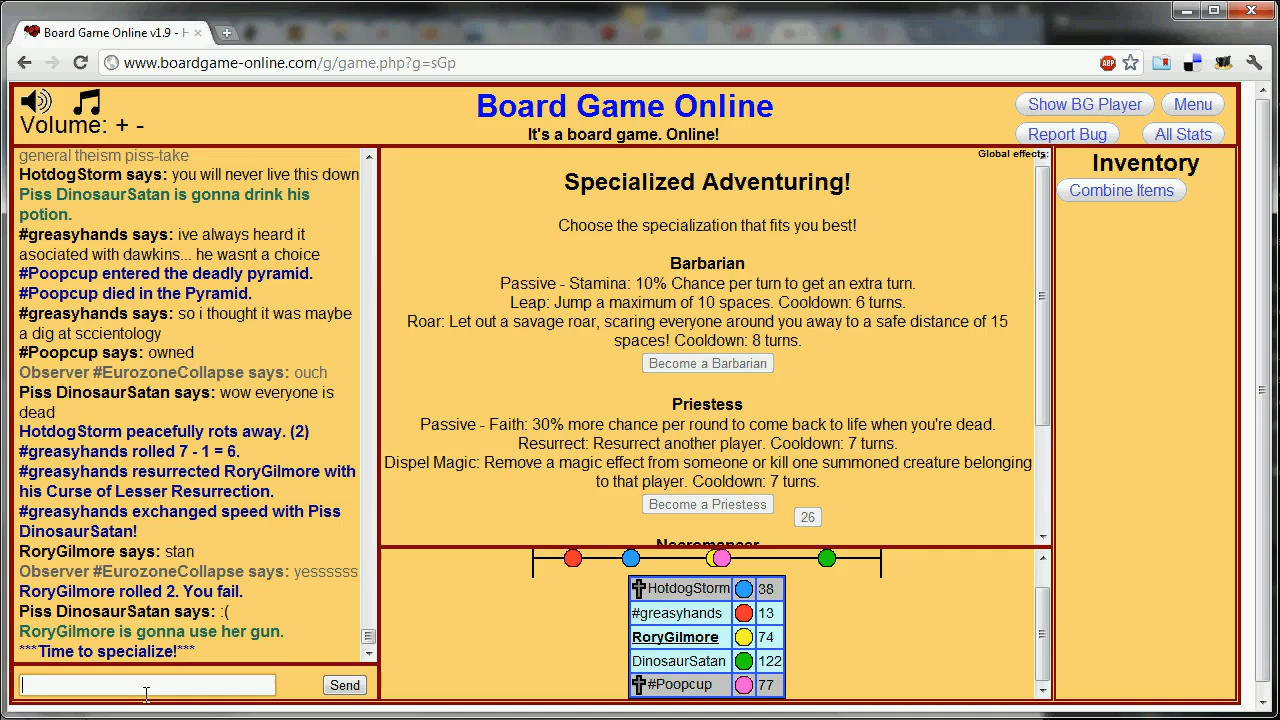 Board Game Online v1.9 - H
www.boardgame-online.com/g/game.php?g=sGp
ABP
Volume: + -
Board Game Online
It's a board game. Online!
Show BG Player
Menu
Report Bug
All Stats
general theism piss-take
HotdogStorm says: you will never live this down
Piss DinosaurSatan is gonna drink his
potion.
#greasyhands says: ive always heard it
asociated with dawkins... he wasnt a choice
#Poopcup entered the deadly pyramid.
#Poopcup died in the Pyramid.
#greasyhands says: so i thought it was maybe
a dig at sccientology
#Poopcup says: owned
Observer #EurozoneCollapse says: ouch
Piss DinosaurSatan says: wow everyone is
dead
HotdogStorm peacefully rots away. (2)
#greasyhands rolled 7 - 1 = 6.
#greasyhands resurrected RoryGilmore with
his Curse of Lesser Resurrection.
#greasyhands exchanged speed with Piss
DinosaurSatan!
RoryGilmore says: stan
Observer #EurozoneCollapse says: yessssss
RoryGilmore rolled 2. You fail.
Piss DinosaurSatan says: :(
RoryGilmore is gonna use her gun.
***Time to specialize!***
Send
Global effects:
Specialized Adventuring!
Choose the specialization that fits you best!
Barbarian
Passive - Stamina: 10% Chance per turn to get an extra turn.
Leap: Jump a maximum of 10 spaces. Cooldown: 6 turns.
Roar: Let out a savage roar, scaring everyone around you away to a safe distance of 15
spaces! Cooldown: 8 turns.
Become a Barbarian
Priestess
Passive - Faith: 30% more chance per round to come back to life when you're dead.
Resurrect: Resurrect another player. Cooldown: 7 turns.
Dispel Magic: Remove a magic effect from someone or kill one summoned creature belonging
to that player. Cooldown: 7 turns.
Become a Priestess
26
Necromancer
HotdogStorm 38
#greasyhands 13
RoryGilmore 74
DinosaurSatan 122
#Poopcup 77
Inventory
Combine Items